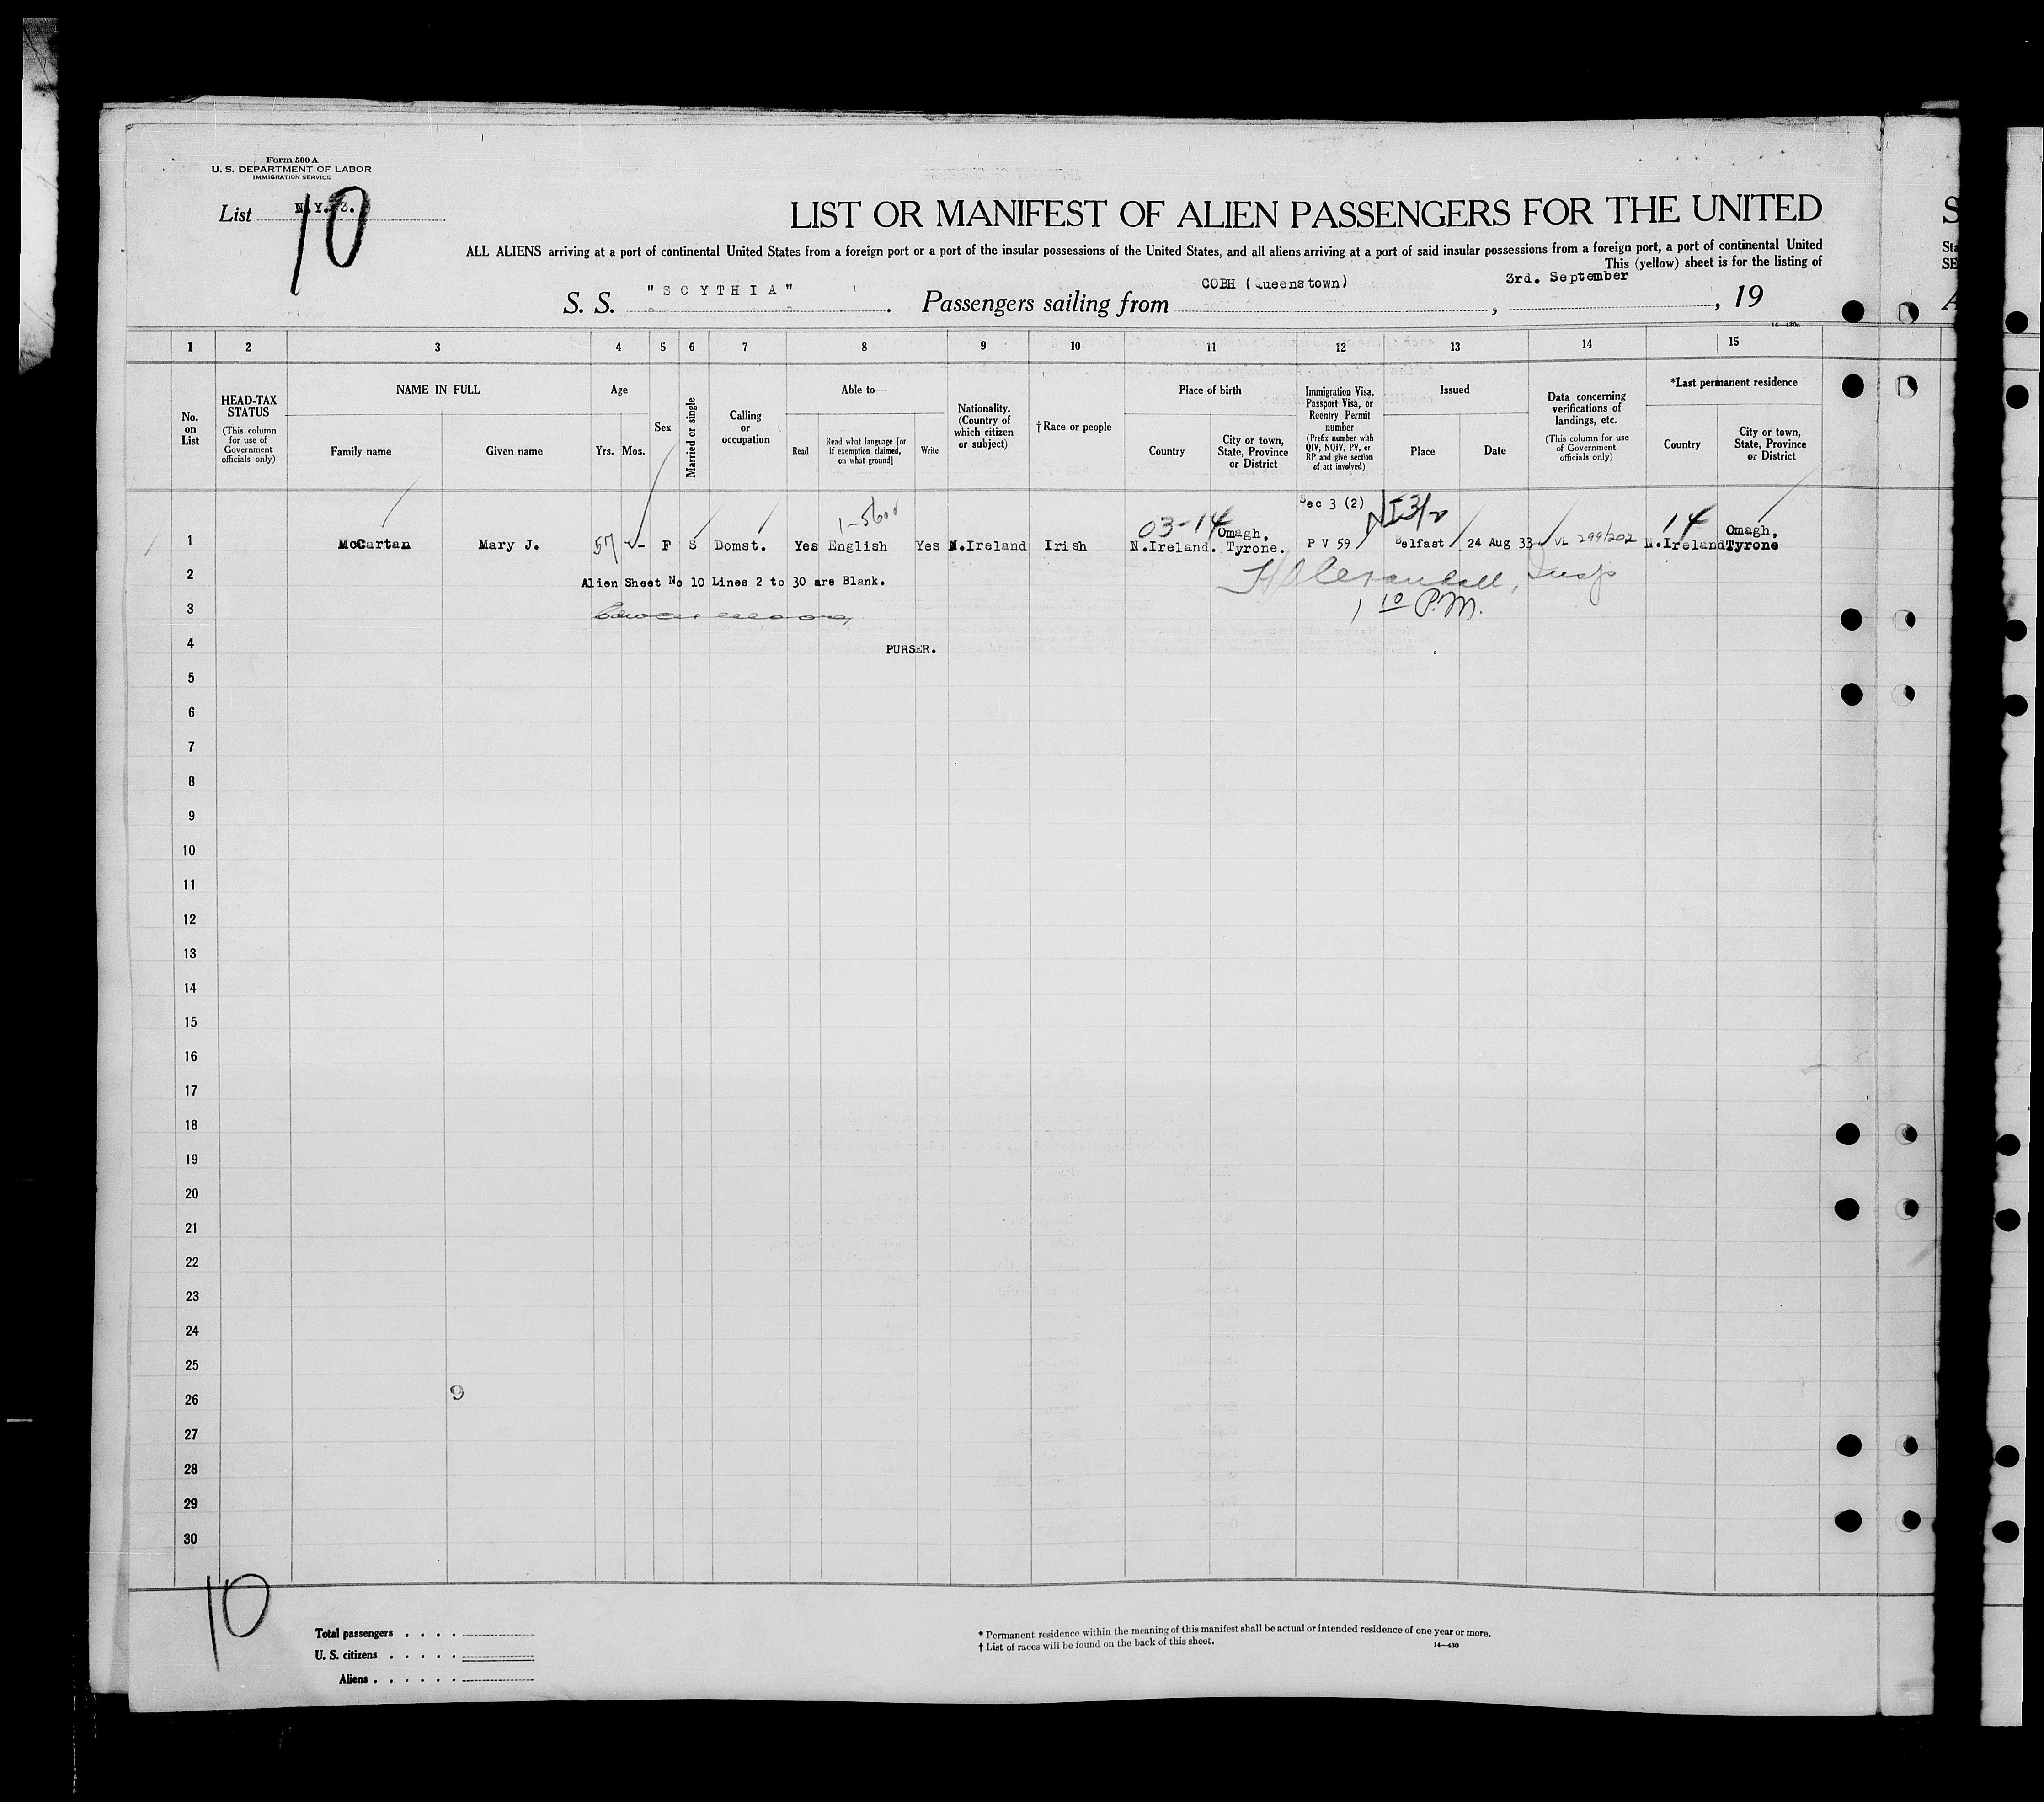 Form 500 A
U. S. DEPARTMENT OF LABOR
IMMIGRATION SERVICE
List N.Y. 3.
10
LIST OR MANIFEST OF ALIEN PASSENGERS FOR THE UNITED
ALL ALIENS arriving at a port of continental United States from a foreign port or a port of the insular possessions of the United States, and all aliens arriving at a port of said insular possessions from a foreign port, a port of continental United
This (yellow) sheet is for the listing of
S. S. "SCYTHIA". Passengers sailing from COBH (Queenstown), 3rd. September, 19
1 2 3 4 5 6 7 8 9 10 11 12 13 14 15
No. on List
HEAD-TAX STATUS
(This column for use of Government officials only)
NAME IN FULL
Family name
Given name
Age
Yrs. Mos.
Sex
Married or single
Calling or occupation
Able to—
Read
Read what language [or if exemption claimed, on what ground]
Write
Nationality. (Country of which citizen or subject)
†Race or people
Place of birth
Country
City or town, State, Province or District
Immigration Visa, Passport Visa, or Reentry Permit number
(Prefix number with QIV, NQIV, PV, or RP and give section of act involved)
Issued
Place
Date
Data concerning verifications of landings, etc.
(This column for use of Government officials only)
*Last permanent residence
Country
City or town, State, Province or District
Sec 3 (2)
03-14 14
1 McCartan Mary J. 57 - F S Domst. Yes English Yes N.Ireland Irish N.Ireland. Omagh, Tyrone. P V 59 Belfast 24 Aug 33 VL 299/202 N.Ireland Omagh, Tyrone
2 Alien Sheet No 10 Lines 2 to 30 are Blank.
3 1 10 P.M.
4 PURSER.
5
6
7
8
9
10
11
12
13
14
15
16
17
18
19
20
21
22
23
24
25
26 9
27
28
29
30
10
Total passengers
U. S. citizens
Aliens
* Permanent residence within the meaning of this manifest shall be actual or intended residence of one year or more.
† List of races will be found on the back of this sheet.
14—430